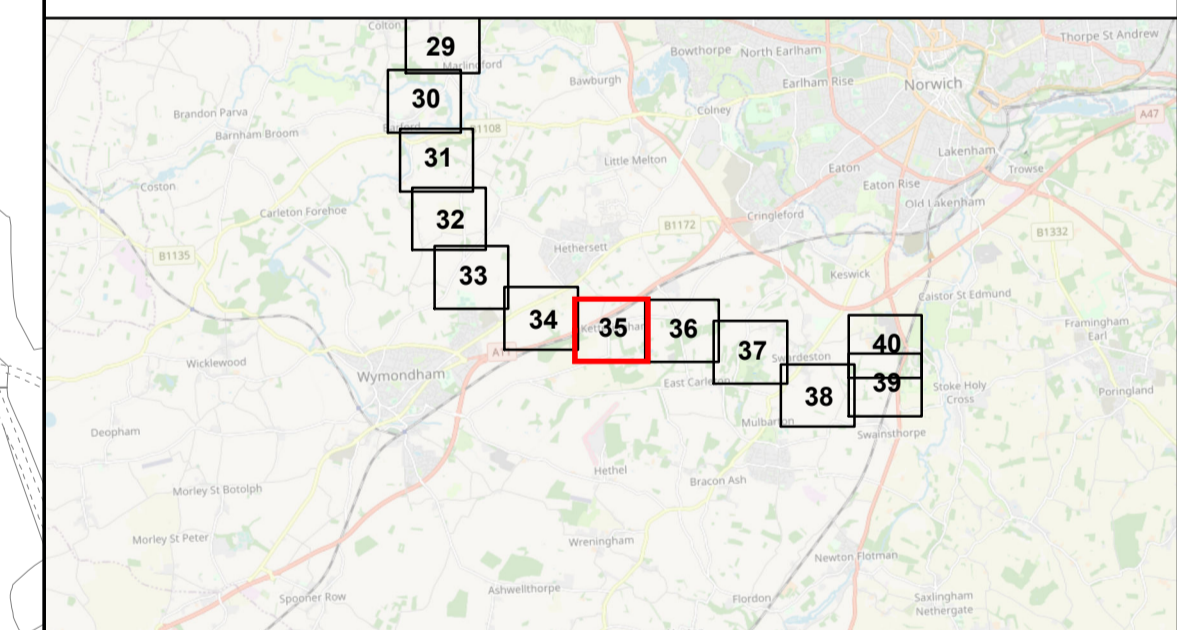 Colton
29
Marlingford
Bowthorpe
North Earlham
Thorpe St Andrew
Bawburgh
Earlham Rise
Norwich
30
Brandon Parva
Colney
A47
Barnham Broom
B1108
31
Little Melton
Lakenham
Eaton
Trowse
Coston
Eaton Rise
Old Lakenham
Carleton Forehoe
32
Cringleford
B1172
B1332
Hethersett
B1135
33
Keswick
Caistor St Edmund
34
35
36
Framingham
Earl
40
37
A11
Swardeston
Wicklewood
Wymondham
East Carleton
39
Stoke Holy
Cross
Poringland
38
Mulbarton
Deopham
Swainsthorpe
Hethel
Bracon Ash
Morley St Botolph
Morley St Peter
Wreningham
Newton Flotman
Ashwellthorpe
Spooner Row
Flordon
Saxlingham
Nethergate